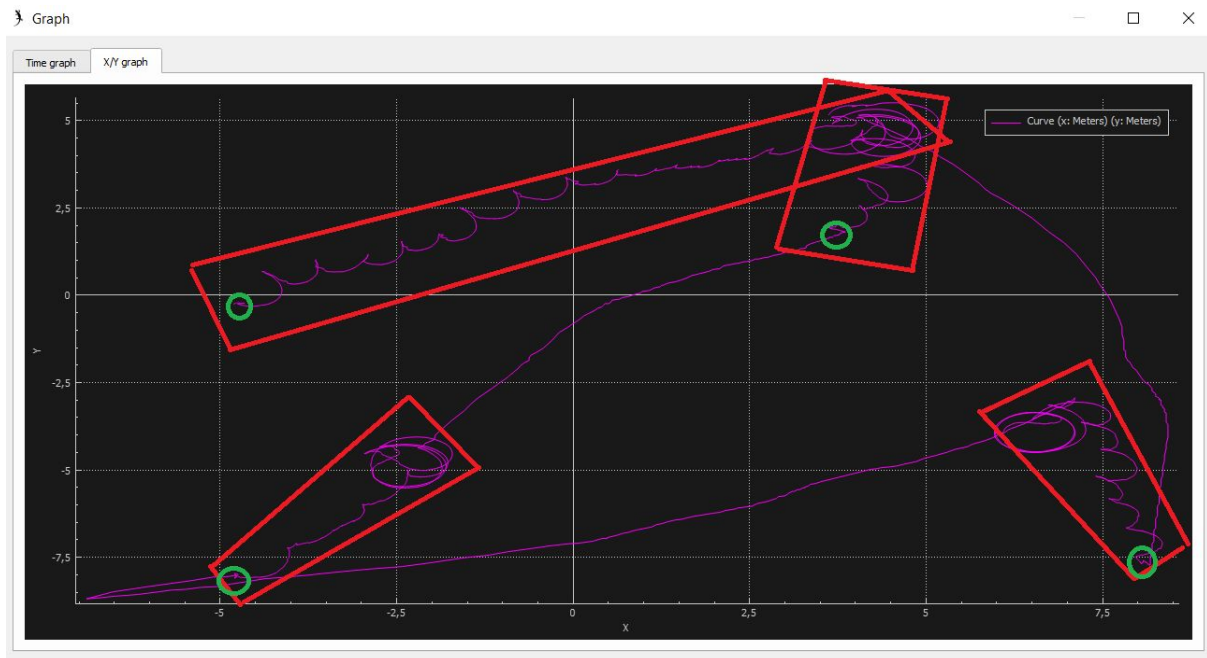 Graph
Time graph X/Y graph
Curve (x: Meters) (y: Meters)
5
2,5
0
-2,5
-5
-7,5
Y
-5 -2,5 0 2,5 5 7,5
X